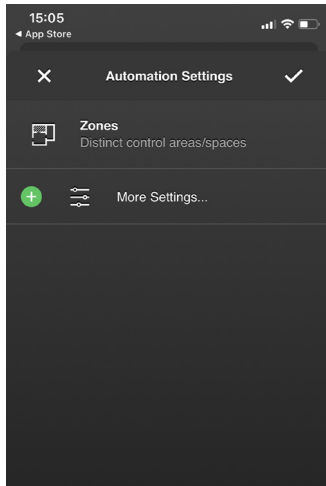 15:05
◀ App Store
Automation Settings
Zones
Distinct control areas/spaces
More Settings...